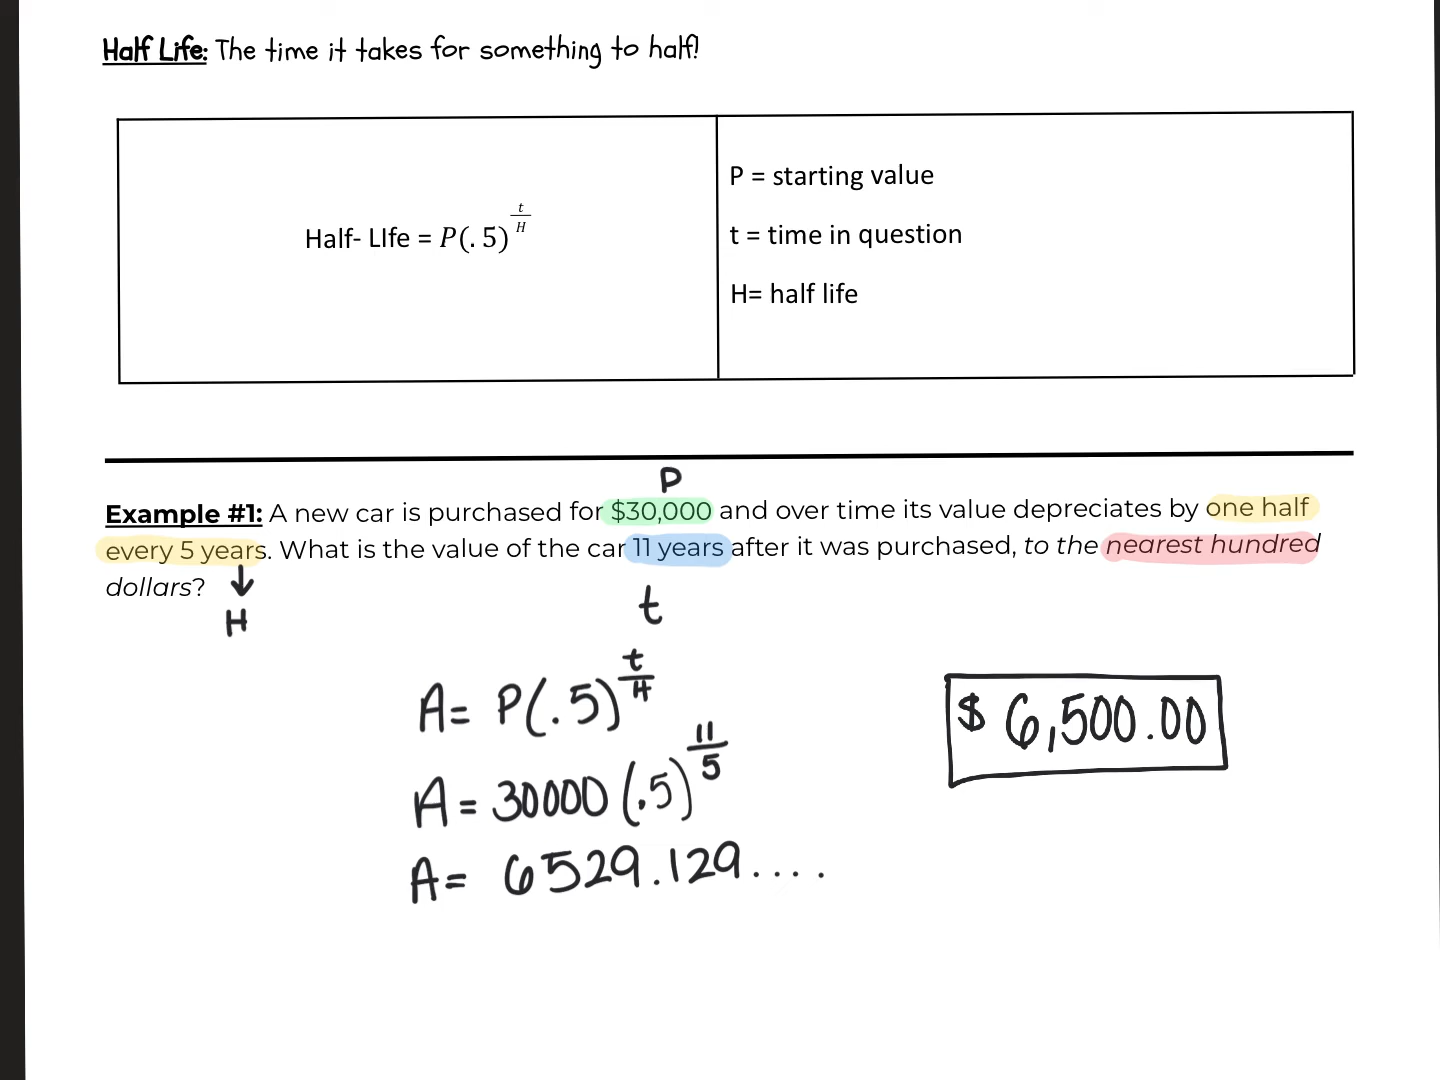 Half Life: The time it takes for something to half!
Half- LIfe = P(. 5)^(t/H)
P = starting value
t = time in question
H= half life
P
Example #1: A new car is purchased for $30,000 and over time its value depreciates by one half
every 5 years. What is the value of the car 11 years after it was purchased, to the nearest hundred
dollars?
H
t
A= P(.5)^(t/H)
A= 30000 (.5)^(11/5)
A= 6529.129....
$ 6,500.00